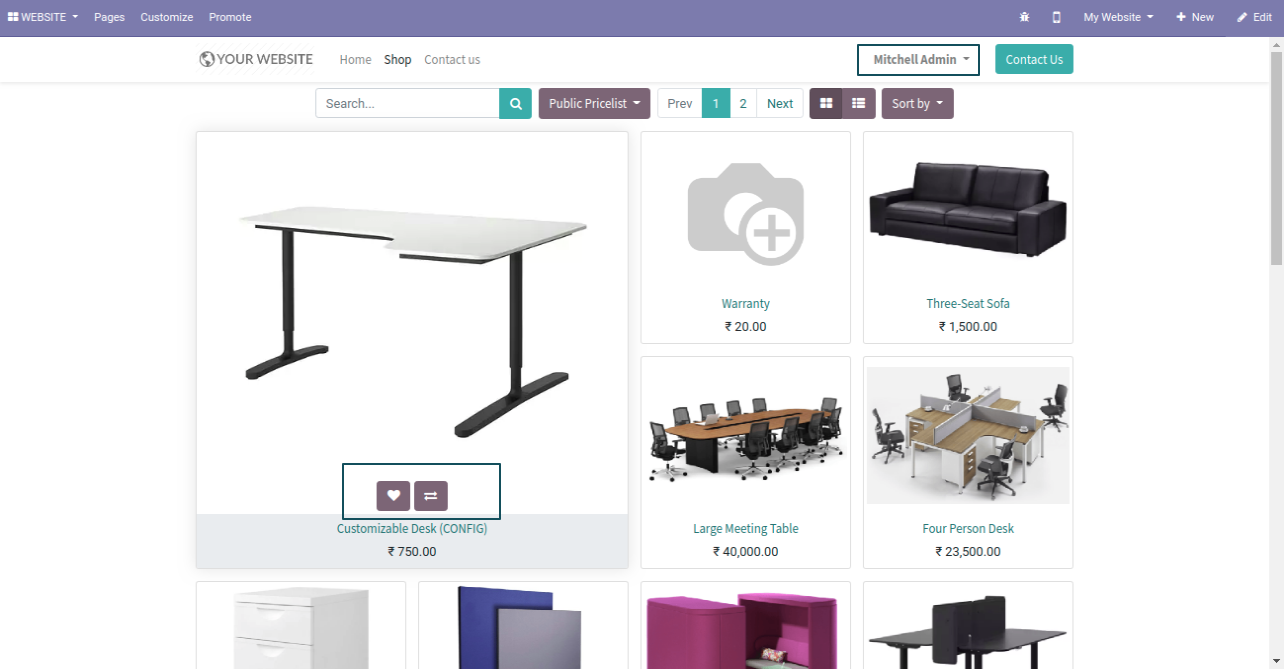 WEBSITE Pages Customize Promote My Website New Edit
YOUR WEBSITE Home Shop Contact us Mitchell Admin Contact Us
Search... Public Pricelist Prev 1 2 Next Sort by
Warranty
₹ 20.00
Three-Seat Sofa
₹ 1,500.00
Customizable Desk (CONFIG)
₹ 750.00
Large Meeting Table
₹ 40,000.00
Four Person Desk
₹ 23,500.00